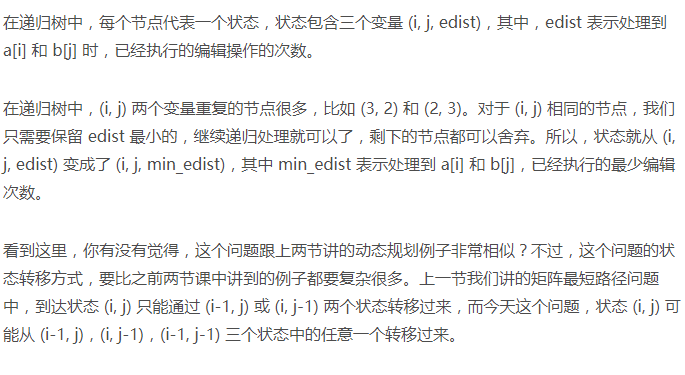 在递归树中，每个节点代表一个状态，状态包含三个变量 (i, j, edist)，其中，edist 表示处理到
a[i] 和 b[j] 时，已经执行的编辑操作的次数。
在递归树中，(i, j) 两个变量重复的节点很多，比如 (3, 2) 和 (2, 3)。对于 (i, j) 相同的节点，我们
只需要保留 edist 最小的，继续递归处理就可以了，剩下的节点都可以舍弃。所以，状态就从 (i,
j, edist) 变成了 (i, j, min_edist)，其中 min_edist 表示处理到 a[i] 和 b[j]，已经执行的最少编辑
次数。
看到这里，你有没有觉得，这个问题跟上两节讲的动态规划例子非常相似？不过，这个问题的状
态转移方式，要比之前两节课中讲到的例子都要复杂很多。上一节我们讲的矩阵最短路径问题
中，到达状态 (i, j) 只能通过 (i-1, j) 或 (i, j-1) 两个状态转移过来，而今天这个问题，状态 (i, j) 可
能从 (i-1, j)，(i, j-1)，(i-1, j-1) 三个状态中的任意一个转移过来。